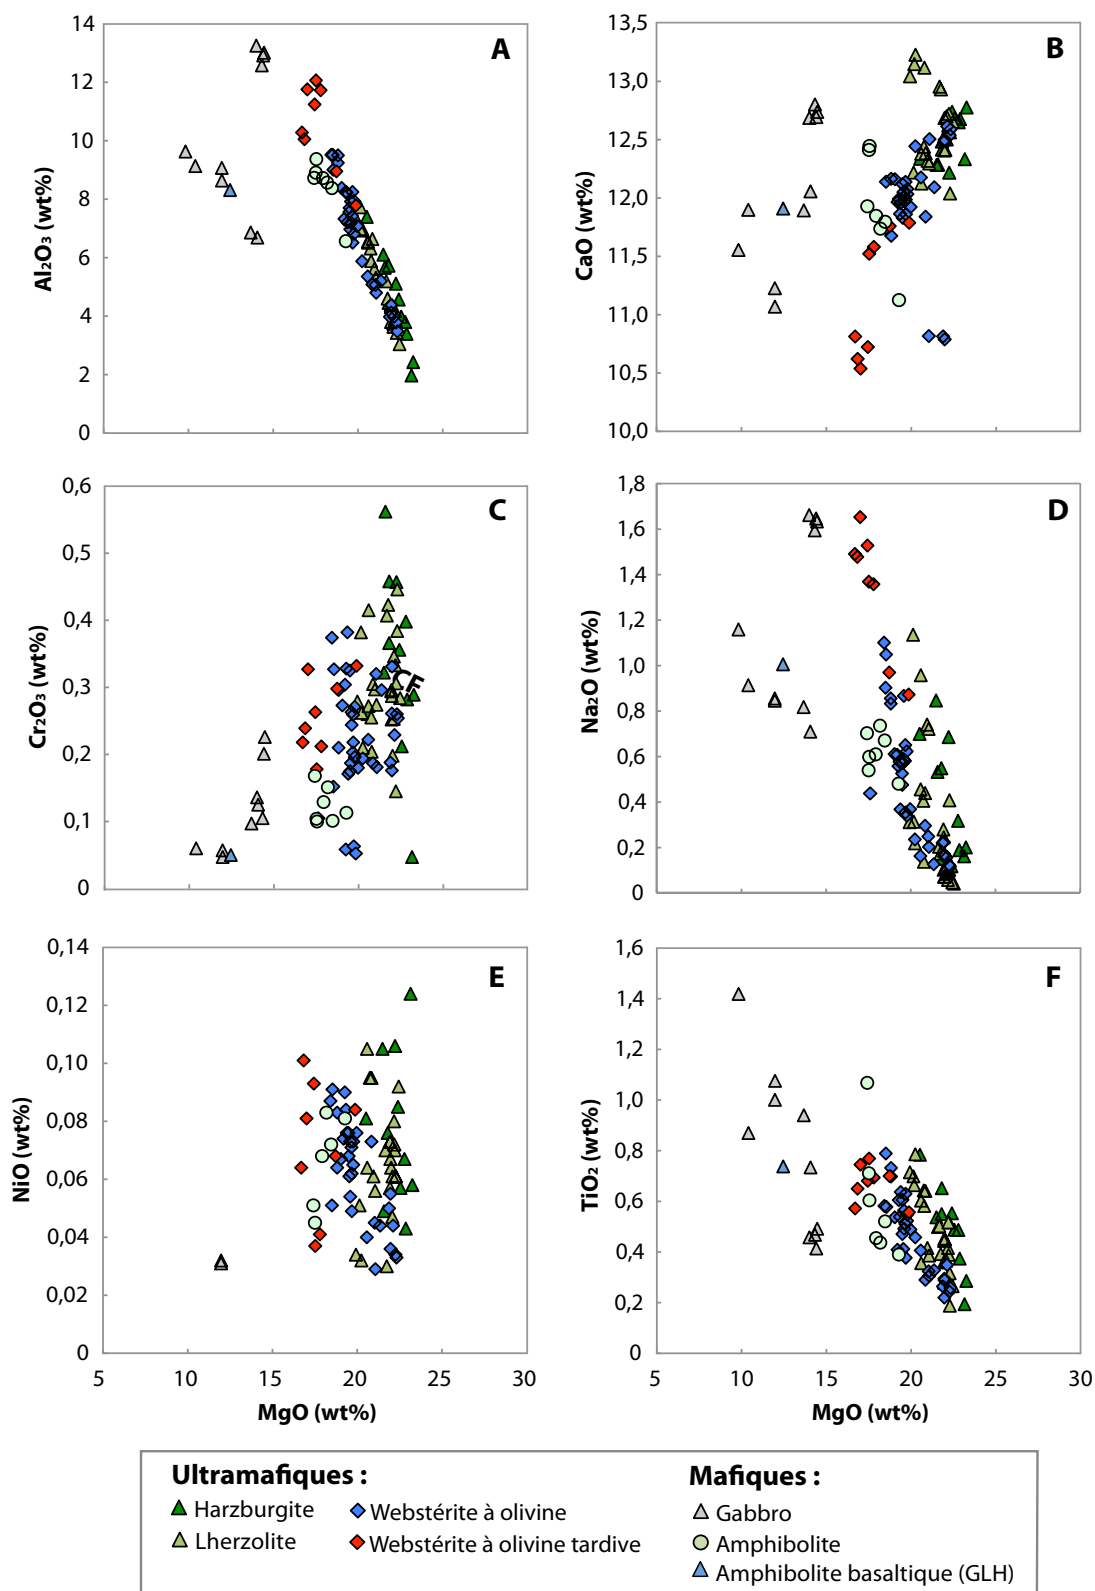 A
14
12
10
8
6
4
2
0
Al₂O₃ (wt%)
B
13,5
13,0
12,5
12,0
11,5
11,0
10,5
10,0
CaO (wt%)
C
0,6
0,5
0,4
0,3
0,2
0,1
0
Cr₂O₃ (wt%)
CF
D
1,8
1,6
1,4
1,2
1,0
0,8
0,6
0,4
0,2
0
Na₂O (wt%)
E
0,14
0,12
0,10
0,08
0,06
0,04
0,02
0
NiO (wt%)
5 10 15 20 25 30
MgO (wt%)
F
1,6
1,4
1,2
1,0
0,8
0,6
0,4
0,2
0
TiO₂ (wt%)
5 10 15 20 25 30
MgO (wt%)
Ultramafiques :
Harzburgite
Lherzolite
Webstérite à olivine
Webstérite à olivine tardive
Mafiques :
Gabbro
Amphibolite
Amphibolite basaltique (GLH)